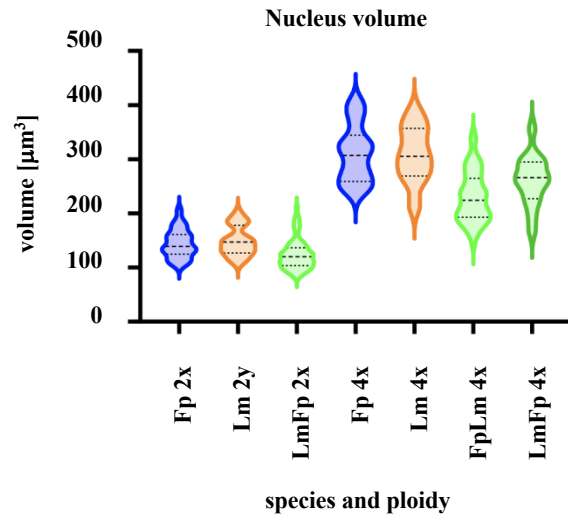 Nucleus volume
500
400
300
200
100
0
volume [µm³]
Fp 2x
Lm 2y
LmFp 2x
Fp 4x
Lm 4x
FpLm 4x
LmFp 4x
species and ploidy